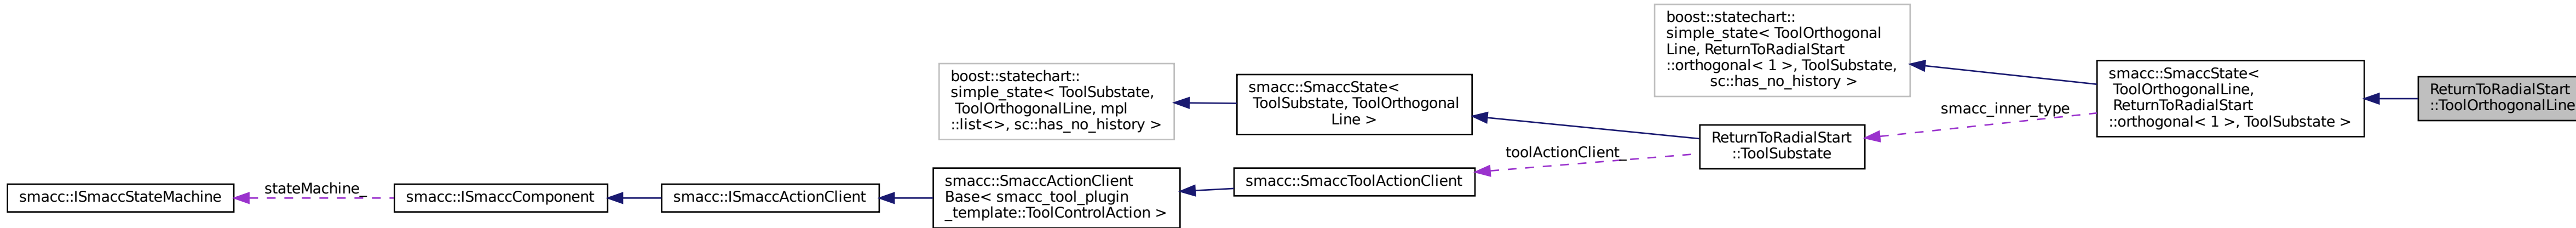 boost::statechart::
simple_state< ToolOrthogonal
Line, ReturnToRadialStart
::orthogonal< 1 >, ToolSubstate,
sc::has_no_history >
smacc::SmaccState<
ToolOrthogonalLine,
ReturnToRadialStart
::orthogonal< 1 >, ToolSubstate >
ReturnToRadialStart
::ToolOrthogonalLine
boost::statechart::
simple_state< ToolSubstate,
ToolOrthogonalLine, mpl
::list<>, sc::has_no_history >
smacc::SmaccState<
ToolSubstate, ToolOrthogonal
Line >
smacc_inner_type
ReturnToRadialStart
::ToolSubstate
toolActionClient_
smacc::ISmaccStateMachine
stateMachine_
smacc::ISmaccComponent
smacc::ISmaccActionClient
smacc::SmaccActionClient
Base< smacc_tool_plugin
_template::ToolControlAction >
smacc::SmaccToolActionClient